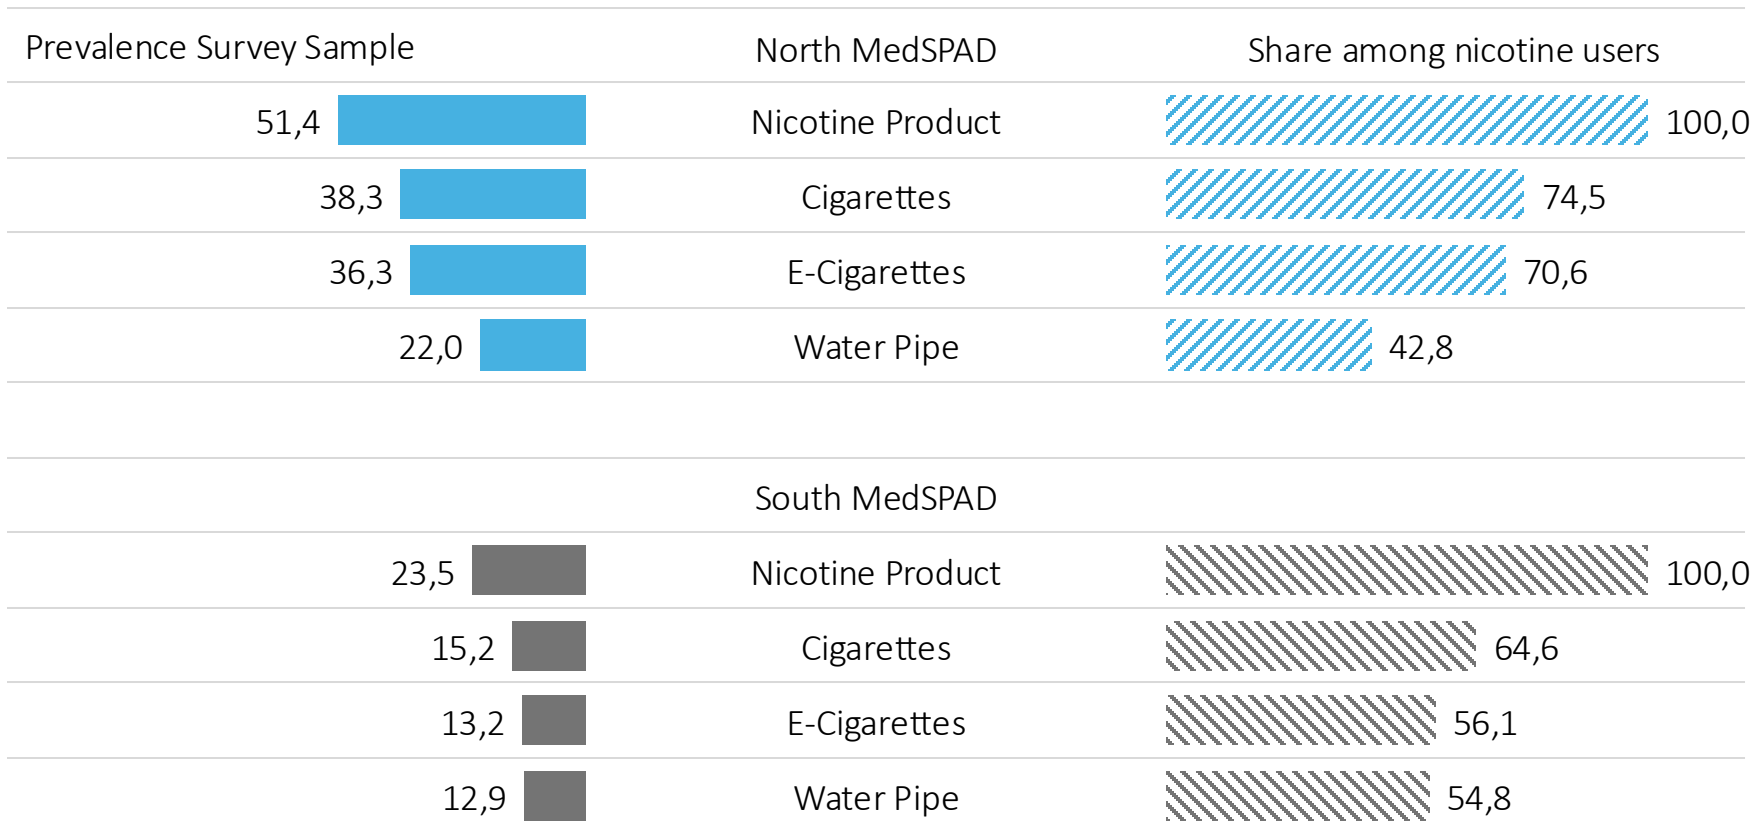 Prevalence Survey Sample North MedSPAD Share among nicotine users
51,4 Nicotine Product 100,0
38,3 Cigarettes 74,5
36,3 E-Cigarettes 70,6
22,0 Water Pipe 42,8
South MedSPAD
23,5 Nicotine Product 100,0
15,2 Cigarettes 64,6
13,2 E-Cigarettes 56,1
12,9 Water Pipe 54,8